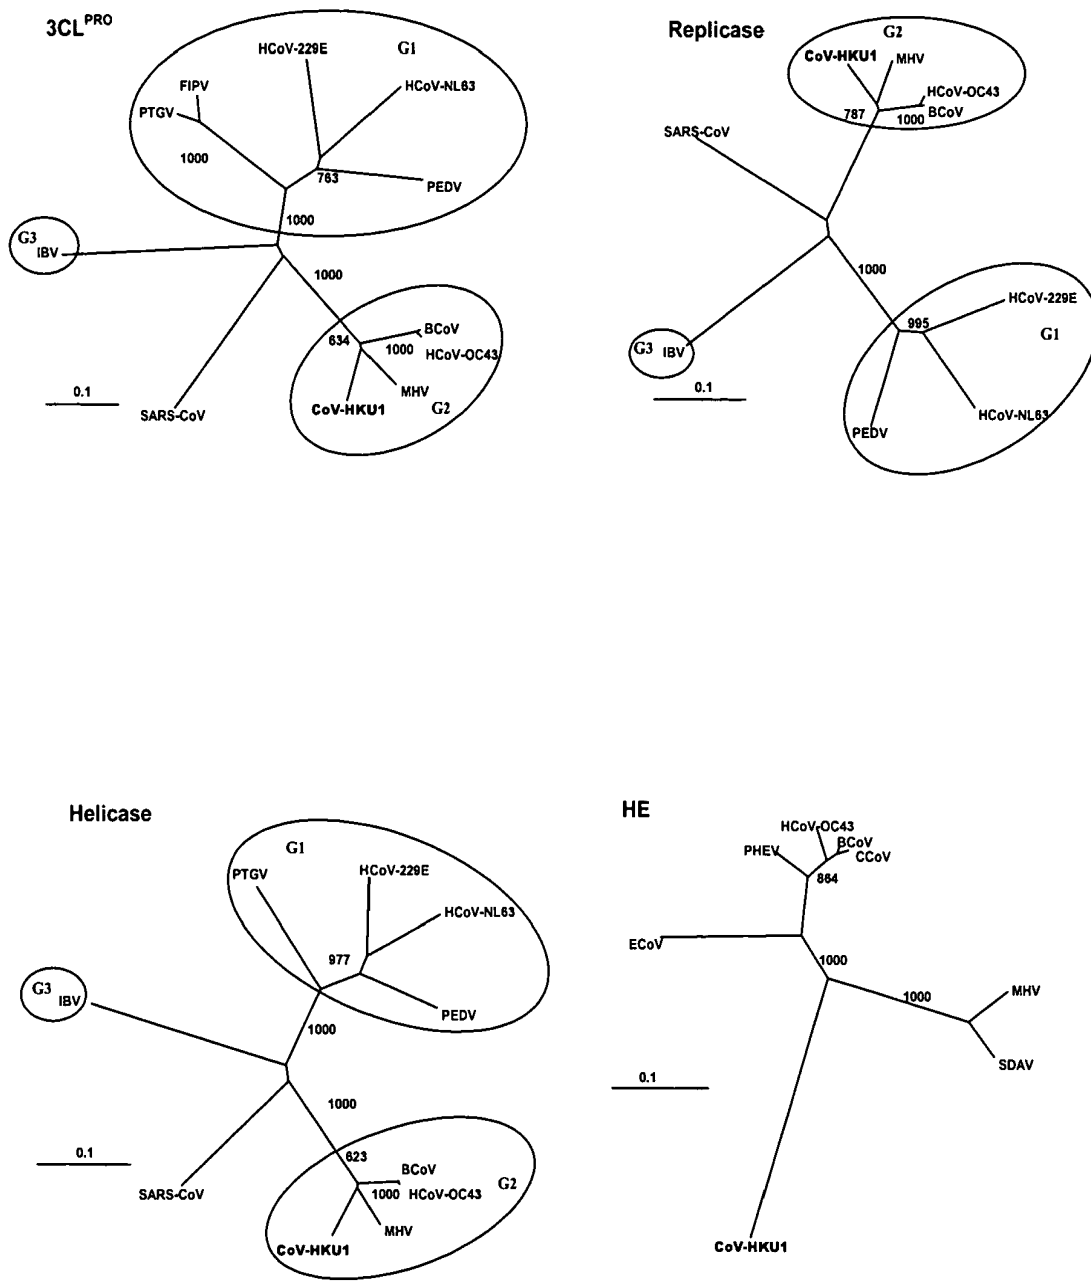 3CL^PRO
HCoV-229E
G1
FIPV
HCoV-NL63
PTGV
1000
763
PEDV
1000
G3
IBV
1000
BCoV
634
1000
HCoV-OC43
0.1
MHV
SARS-CoV
CoV-HKU1
G2
Replicase
G2
CoV-HKU1
MHV
HCoV-OC43
787
1000
BCoV
SARS-CoV
1000
HCoV-229E
995
G1
G3
IBV
0.1
HCoV-NL63
PEDV
Helicase
G1
PTGV
HCoV-229E
HCoV-NL63
977
G3
IBV
PEDV
1000
1000
0.1
623
BCoV
SARS-CoV
1000
HCoV-OC43
G2
MHV
CoV-HKU1
HE
HCoV-OC43
BCoV
PHEV
CCoV
864
ECoV
1000
1000
MHV
SDAV
0.1
CoV-HKU1